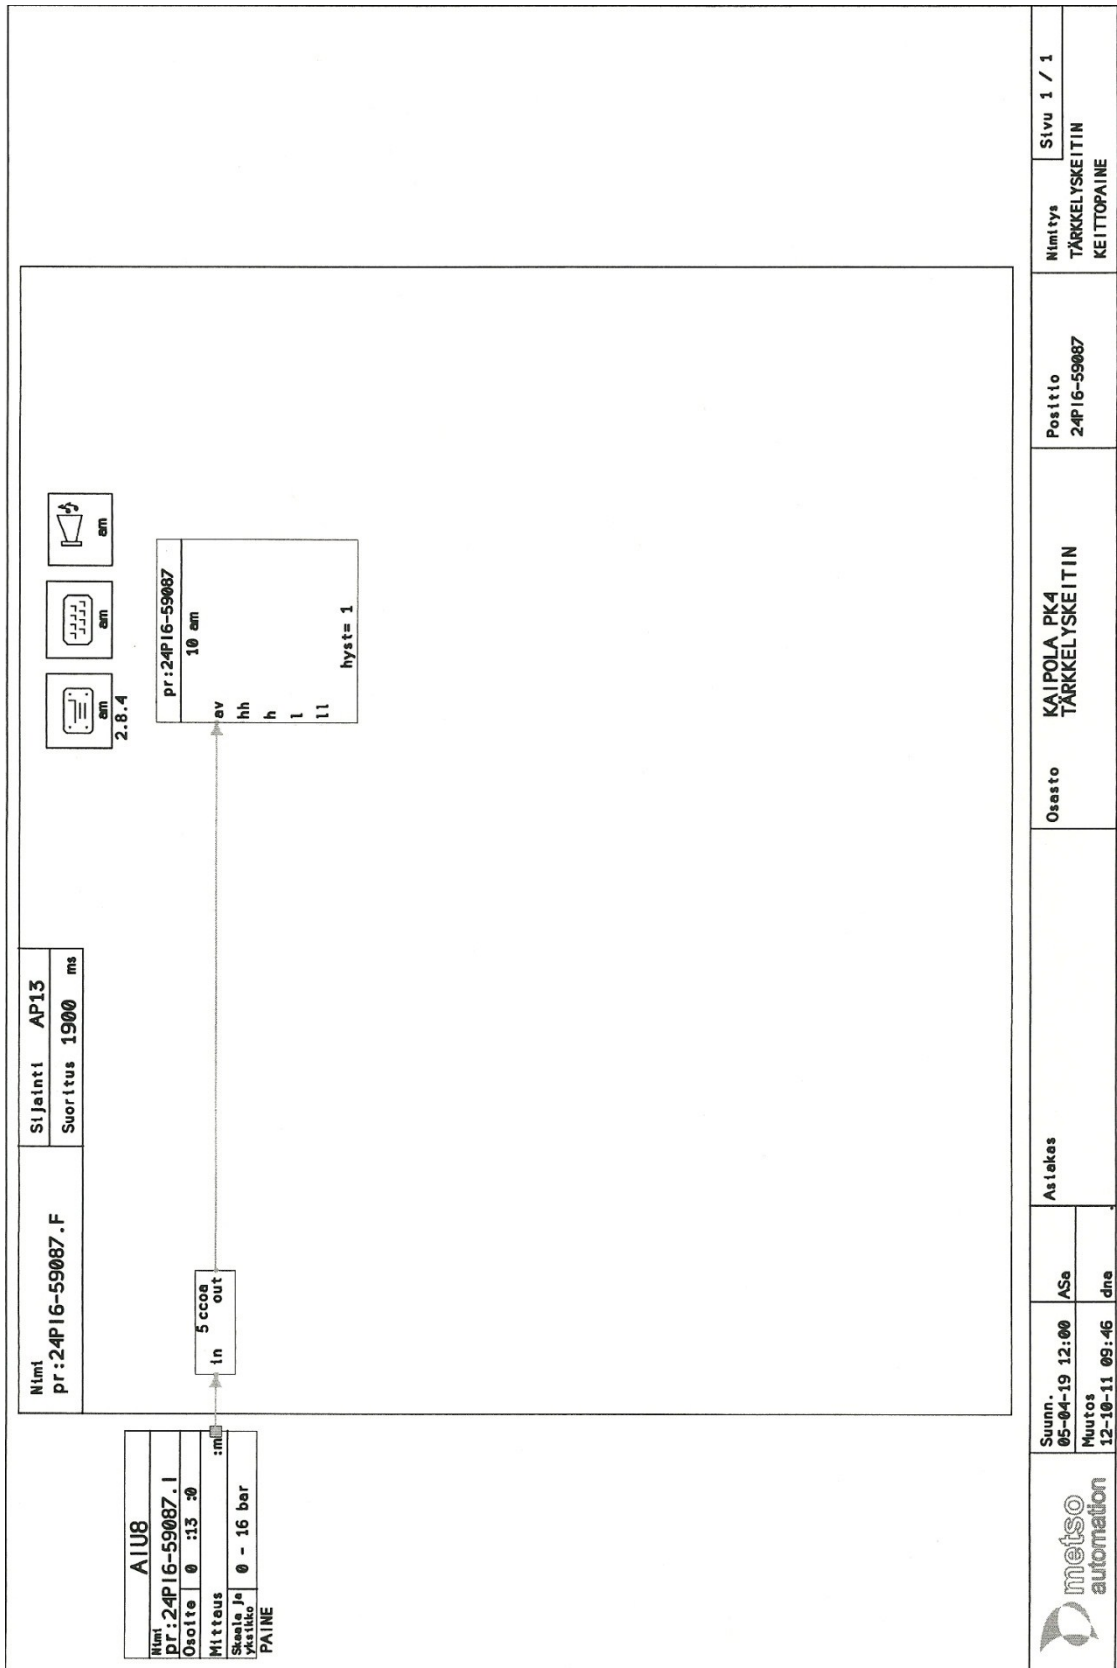 Nimi
pr:24PI6-59087.F
Sijainti AP13
Suoritus 1900 ms
am
2.8.4
am
am
AIU8
Nimi
pr:24PI6-59087.I
Osoite 0 :13 :0
Mittaus :m
Skaala ja yksikko 0 - 16 bar
PAINE
5 ccoa
in out
pr:24PI6-59087
10 am
av
hh
h
l
ll
hyst= 1
metso
automation
Suunn.
05-04-19 12:00 ASa
Muutos
12-10-11 09:46 dna
Asiakas
Osasto
KAIPOLA PK4
TÄRKKELYSKEITIN
Positio
24PI6-59087
Nimitys
TÄRKKELYSKEITIN
KEITTOPAINE
Sivu 1 / 1